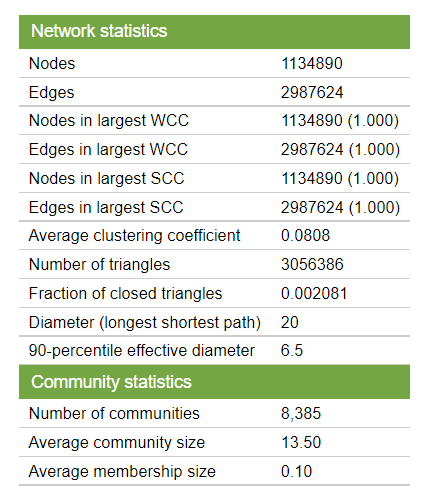 Network statistics
Nodes 1134890
Edges 2987624
Nodes in largest WCC 1134890 (1.000)
Edges in largest WCC 2987624 (1.000)
Nodes in largest SCC 1134890 (1.000)
Edges in largest SCC 2987624 (1.000)
Average clustering coefficient 0.0808
Number of triangles 3056386
Fraction of closed triangles 0.002081
Diameter (longest shortest path) 20
90-percentile effective diameter 6.5
Community statistics
Number of communities 8,385
Average community size 13.50
Average membership size 0.10